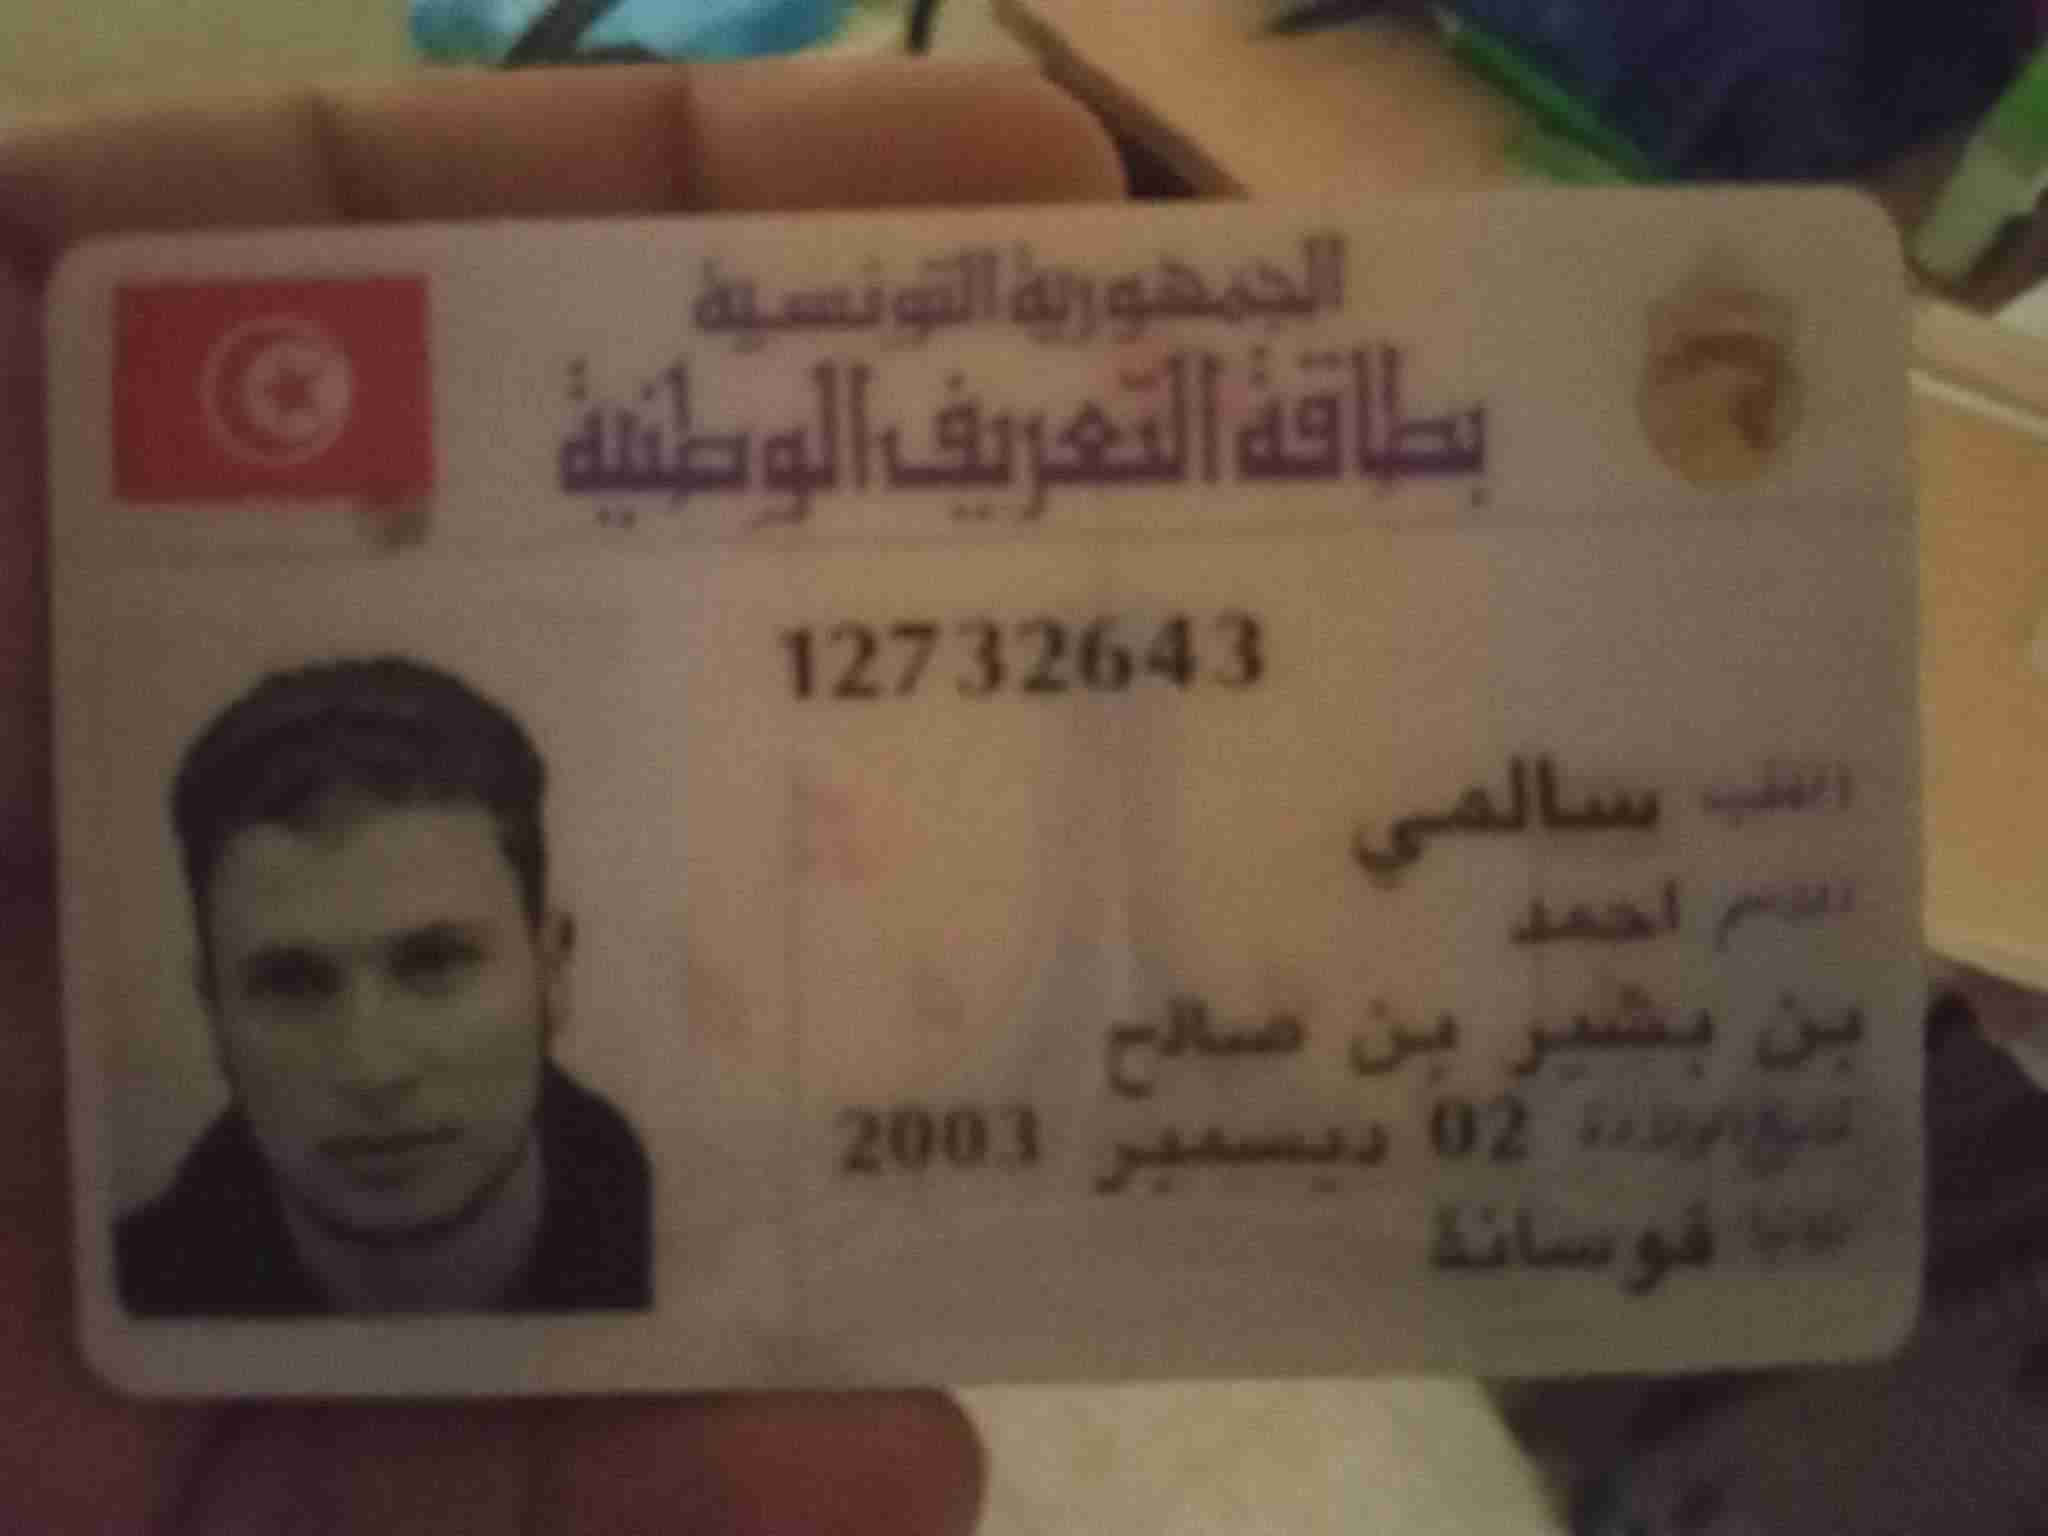 الجمهورية التونسية
بطاقة التعريف الوطنية
12732643
اللقب سالمي
الاسم احمد
بن بشير بن صالح
تاريخ الولادة 02 ديسمبر 2003
مكانها فوسانة